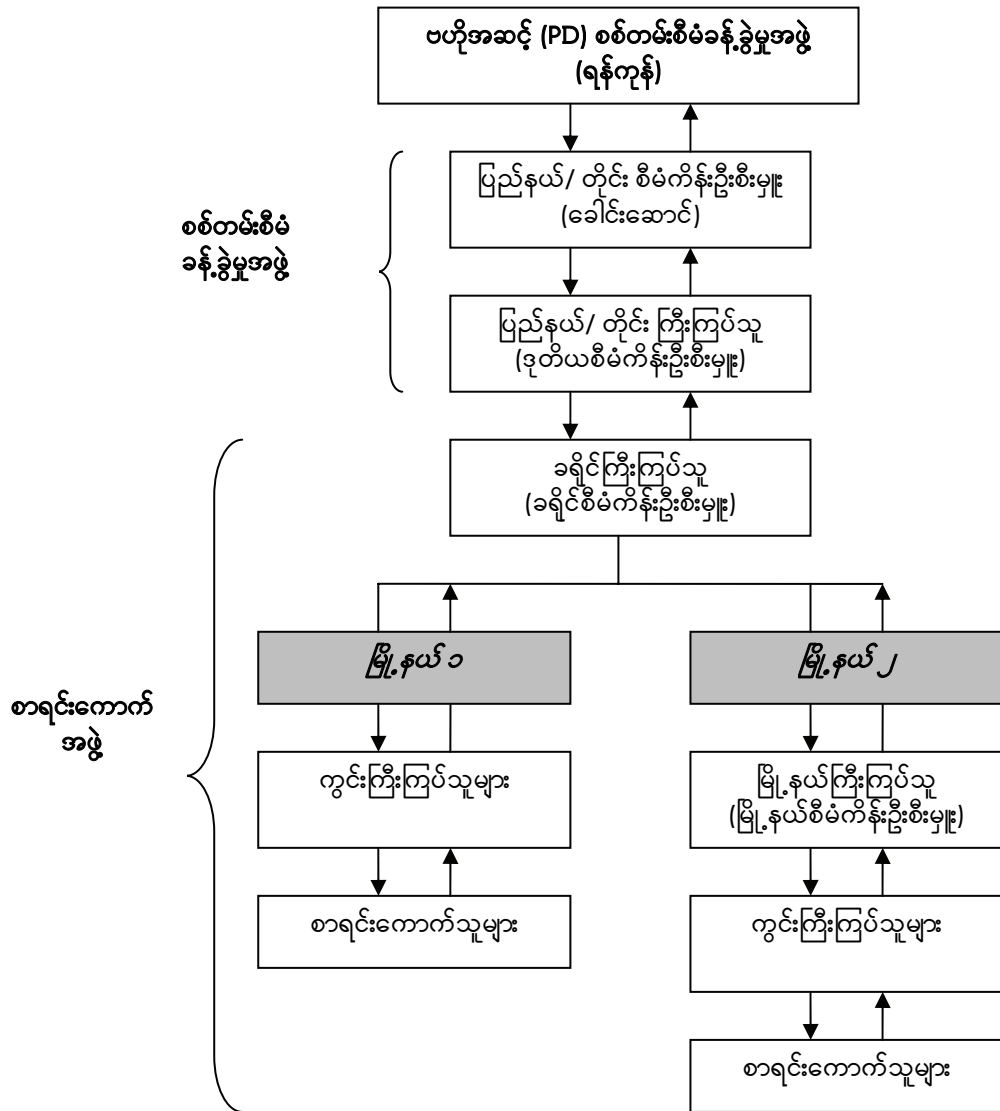 ဗဟိုအဆင့် (PD) စစ်တမ်းစီမံခန့်ခွဲမှုအဖွဲ့
(ရန်ကုန်)
ပြည်နယ်/ တိုင်း စီမံကိန်းဦးစီးမှူး
(ခေါင်းဆောင်)
စစ်တမ်းစီမံ
ခန့်ခွဲမှုအဖွဲ့
ပြည်နယ်/ တိုင်း ကြီးကြပ်သူ
(ဒုတိယစီမံကိန်းဦးစီးမှူး)
ခရိုင်ကြီးကြပ်သူ
(ခရိုင်စီမံကိန်းဦးစီးမှူး)
မြို့နယ် ၁
မြို့နယ် ၂
စာရင်းကောက်
အဖွဲ့
ကွင်းကြီးကြပ်သူများ
မြို့နယ်ကြီးကြပ်သူ
(မြို့နယ်စီမံကိန်းဦးစီးမှူး)
စာရင်းကောက်သူများ
ကွင်းကြီးကြပ်သူများ
စာရင်းကောက်သူများ